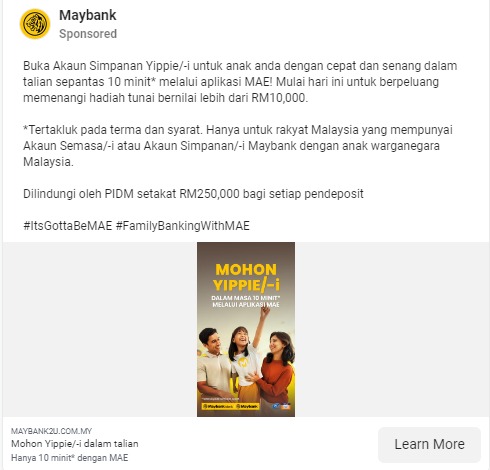 Maybank
Sponsored
Buka Akaun Simpanan Yippie/-i untuk anak anda dengan cepat dan senang dalam
talian sepantas 10 minit* melalui aplikasi MAE! Mulai hari ini untuk berpeluang
memenangi hadiah tunai bernilai lebih dari RM10,000.
*Tertakluk pada terma dan syarat. Hanya untuk rakyat Malaysia yang mempunyai
Akaun Semasa/-i atau Akaun Simpanan/-i Maybank dengan anak warganegara
Malaysia.
Dilindungi oleh PIDM setakat RM250,000 bagi setiap pendeposit
#ItsGottaBeMAE #FamilyBankingWithMAE
MOHON
YIPPIE/-i
DALAM MASA 10 MINIT*
MELALUI APLIKASI MAE
Maybank
MAYBANK2U.COM.MY
Mohon Yippie/-i dalam talian
Hanya 10 minit* dengan MAE
Learn More